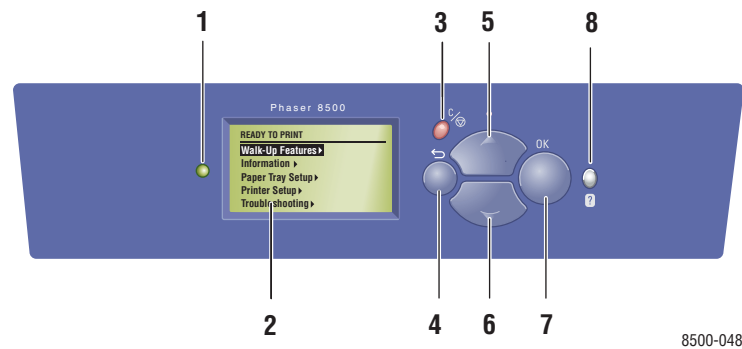 1
3
5
8
Phaser 8500
C/
READY TO PRINT
Walk-Up Features
Information
Paper Tray Setup
Printer Setup
Troubleshooting
OK
?
2
4
6
7
8500-048